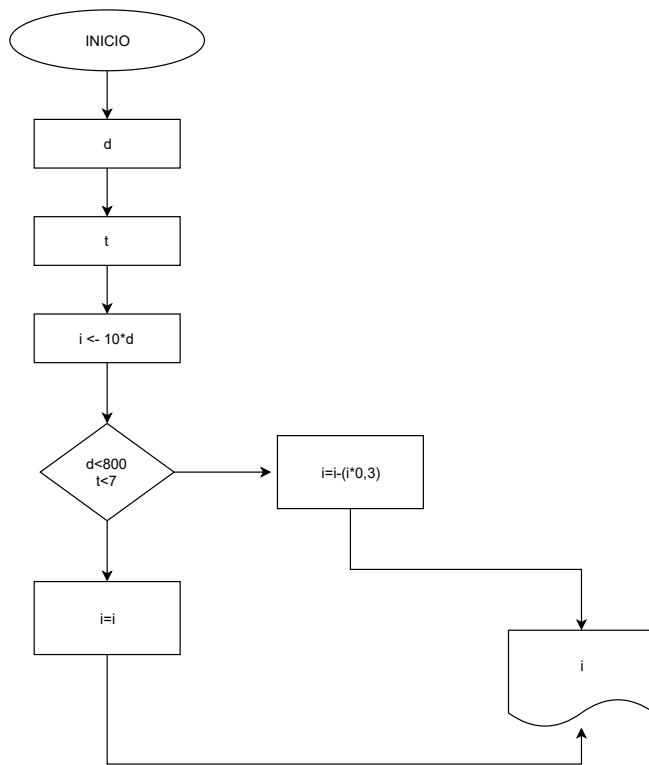 INICIO
d
t
i <- 10*d
d<800
t<7
i=i-(i*0,3)
i=i
i